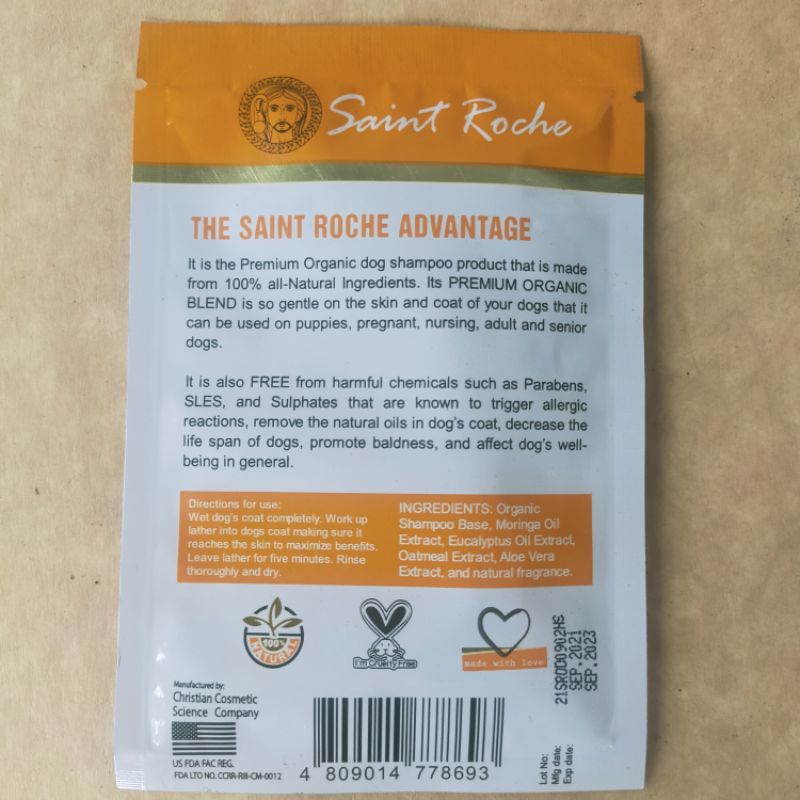 Saint Roche
THE SAINT ROCHE ADVANTAGE
It is the Premium Organic dog shampoo product that is made
from 100% all-Natural Ingredients. Its PREMIUM ORGANIC
BLEND is so gentle on the skin and coat of your dogs that it
can be used on puppies, pregnant, nursing, adult and senior
dogs.
It is also FREE from harmful chemicals such as Parabens,
SLES, and Sulphates that are known to trigger allergic
reactions, remove the natural oils in dog's coat, decrease the
life span of dogs, promote baldness, and affect dog's well-
being in general.
Directions for use:
Wet dog's coat completely. Work up
lather into dogs coat making sure it
reaches the skin to maximize benefits.
Leave lather for five minutes. Rinse
thoroughly and dry.
INGREDIENTS: Organic
Shampoo Base, Moringa Oil
Extract, Eucalyptus Oil Extract,
Oatmeal Extract, Aloe Vera
Extract, and natural fragrance.
100%
NATURAL
I'm Cruelty Free
made with love
Manufactured by:
Christian Cosmetic
Science Company
US FDA FAC REG.
FDA LTO NO. CCRR-RIII-CM-0012
4 809014 778693
Lot No: 21SRDD0902HS
Mfg date: SEP.2021
Exp date: SEP.2023